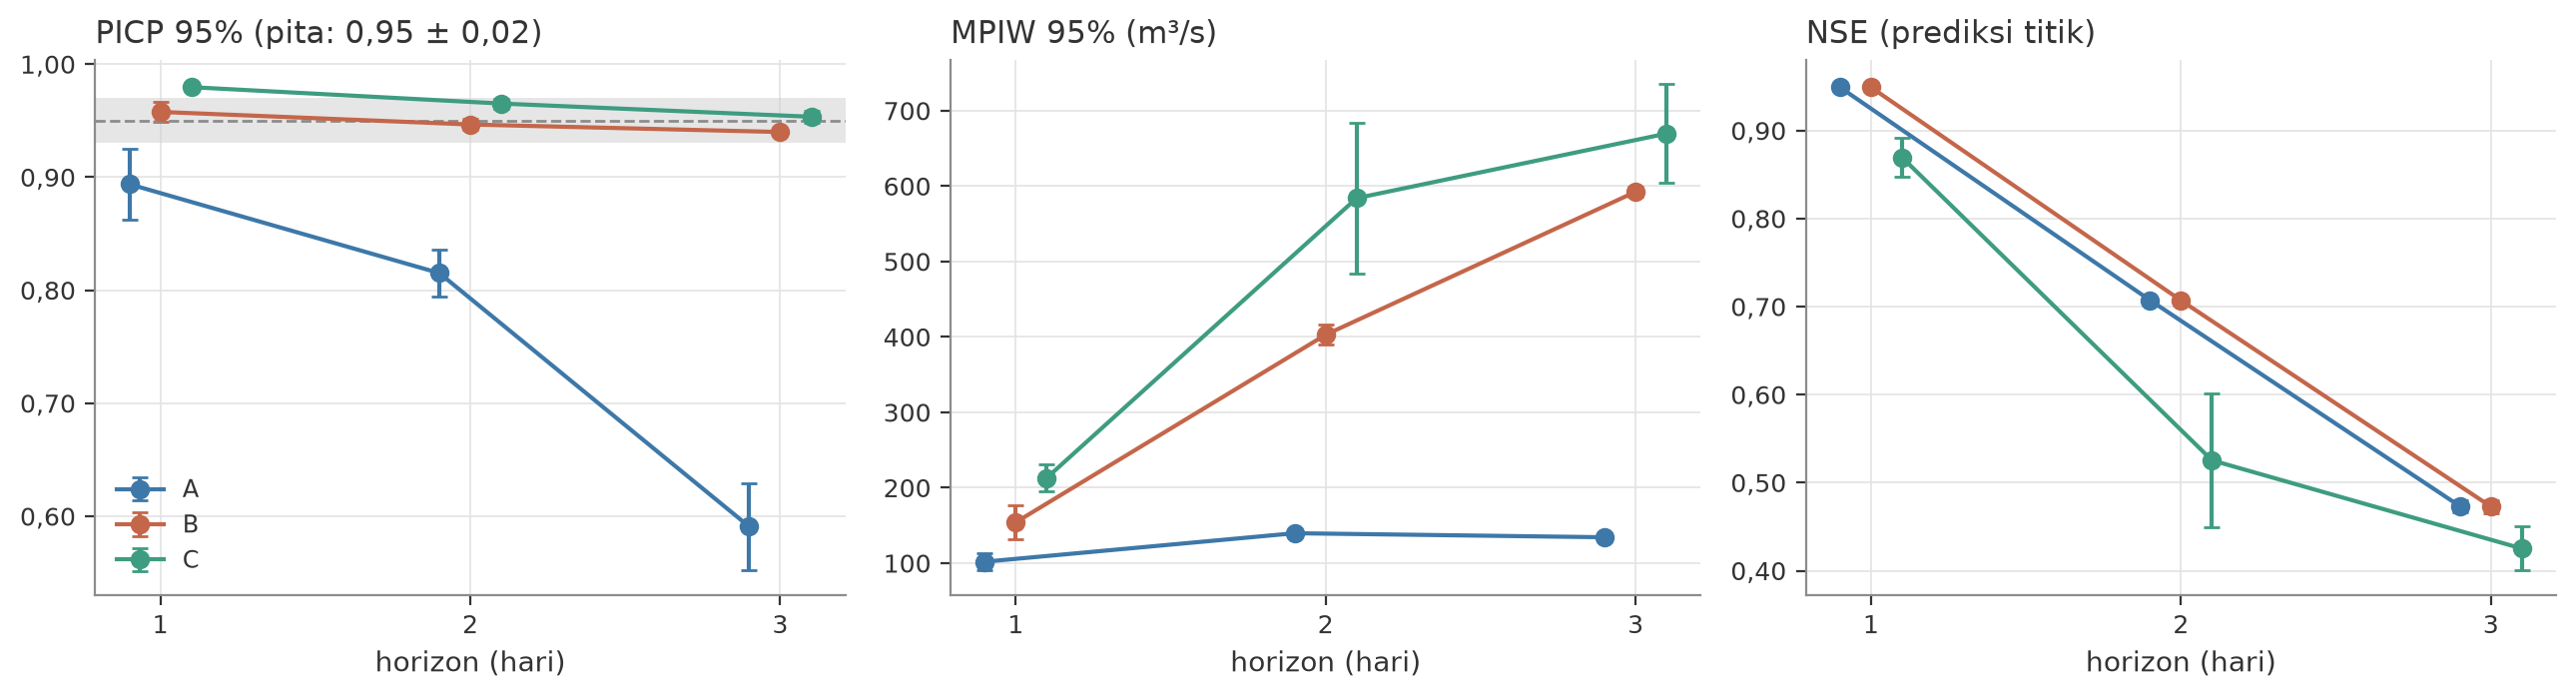 PICP 95% (pita: 0,95 ± 0,02)
1,00
0,90
0,80
0,70
0,60
A
B
C
1 2 3
horizon (hari)
MPIW 95% (m³/s)
700
600
500
400
300
200
100
1 2 3
horizon (hari)
NSE (prediksi titik)
0,90
0,80
0,70
0,60
0,50
0,40
1 2 3
horizon (hari)